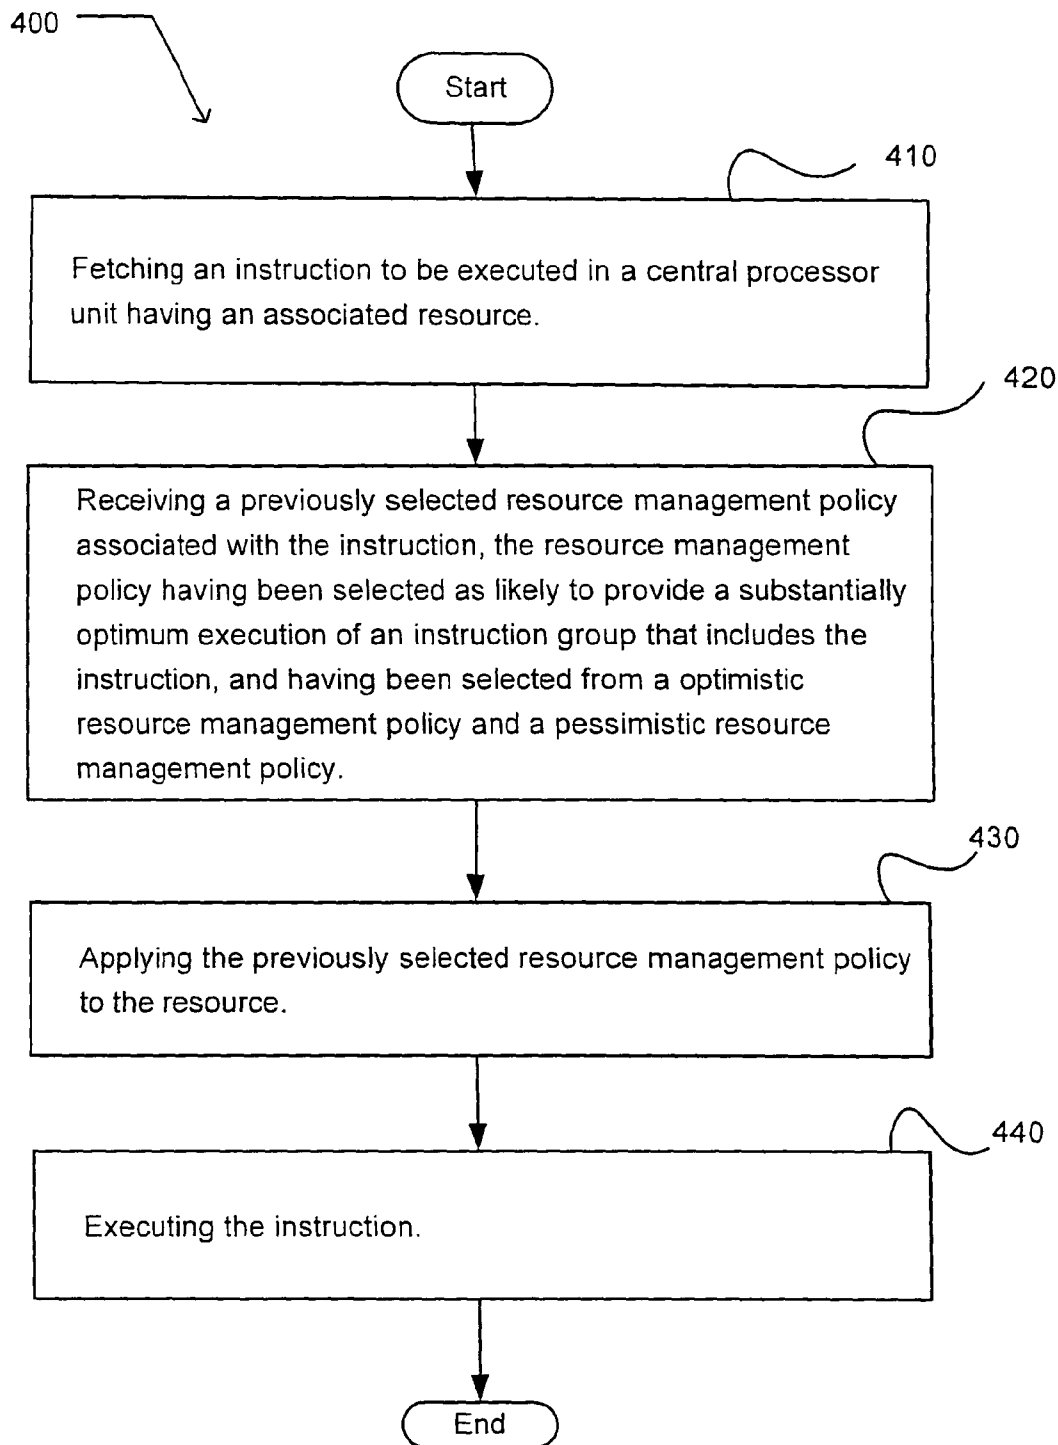 400
Start
410
Fetching an instruction to be executed in a central processor
unit having an associated resource.
420
Receiving a previously selected resource management policy
associated with the instruction, the resource management
policy having been selected as likely to provide a substantially
optimum execution of an instruction group that includes the
instruction, and having been selected from a optimistic
resource management policy and a pessimistic resource
management policy.
430
Applying the previously selected resource management policy
to the resource.
440
Executing the instruction.
End